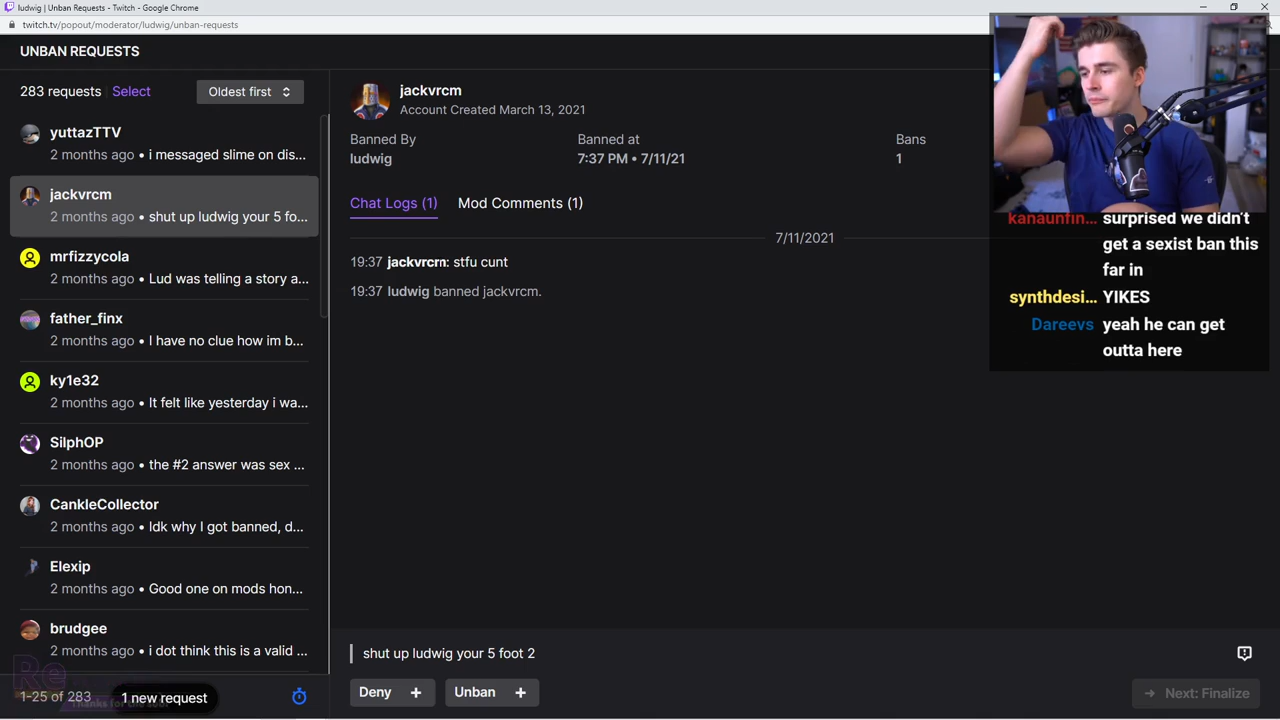 ludwig | Unban Requests - Twitch - Google Chrome
twitch.tv/popout/moderator/ludwig/unban-requests
UNBAN REQUESTS
283 requests Select Oldest first
yuttazTTV
2 months ago • i messaged slime on dis...
jackvrcm
2 months ago • shut up ludwig your 5 fo...
mrfizzycola
2 months ago • Lud was telling a story a...
father_finx
2 months ago • I have no clue how im b...
ky1e32
2 months ago • It felt like yesterday i wa...
SilphOP
2 months ago • the #2 answer was sex ...
CankleCollector
2 months ago • Idk why I got banned, d...
Elexip
2 months ago • Good one on mods hon...
brudgee
2 months ago • i dot think this is a valid ...
Re
1-25 of 283 1 new request
Thanks for the sub!
jackvrcm
Account Created March 13, 2021
Banned By Banned at Bans
ludwig 7:37 PM • 7/11/21 1
Chat Logs (1) Mod Comments (1)
7/11/2021
19:37 jackvrcm: stfu cunt
19:37 ludwig banned jackvrcm.
shut up ludwig your 5 foot 2
Deny + Unban + → Next: Finalize
kanaunfin... surprised we didn't
get a sexist ban this
far in
synthdesi... YIKES
Dareevs yeah he can get
outta here